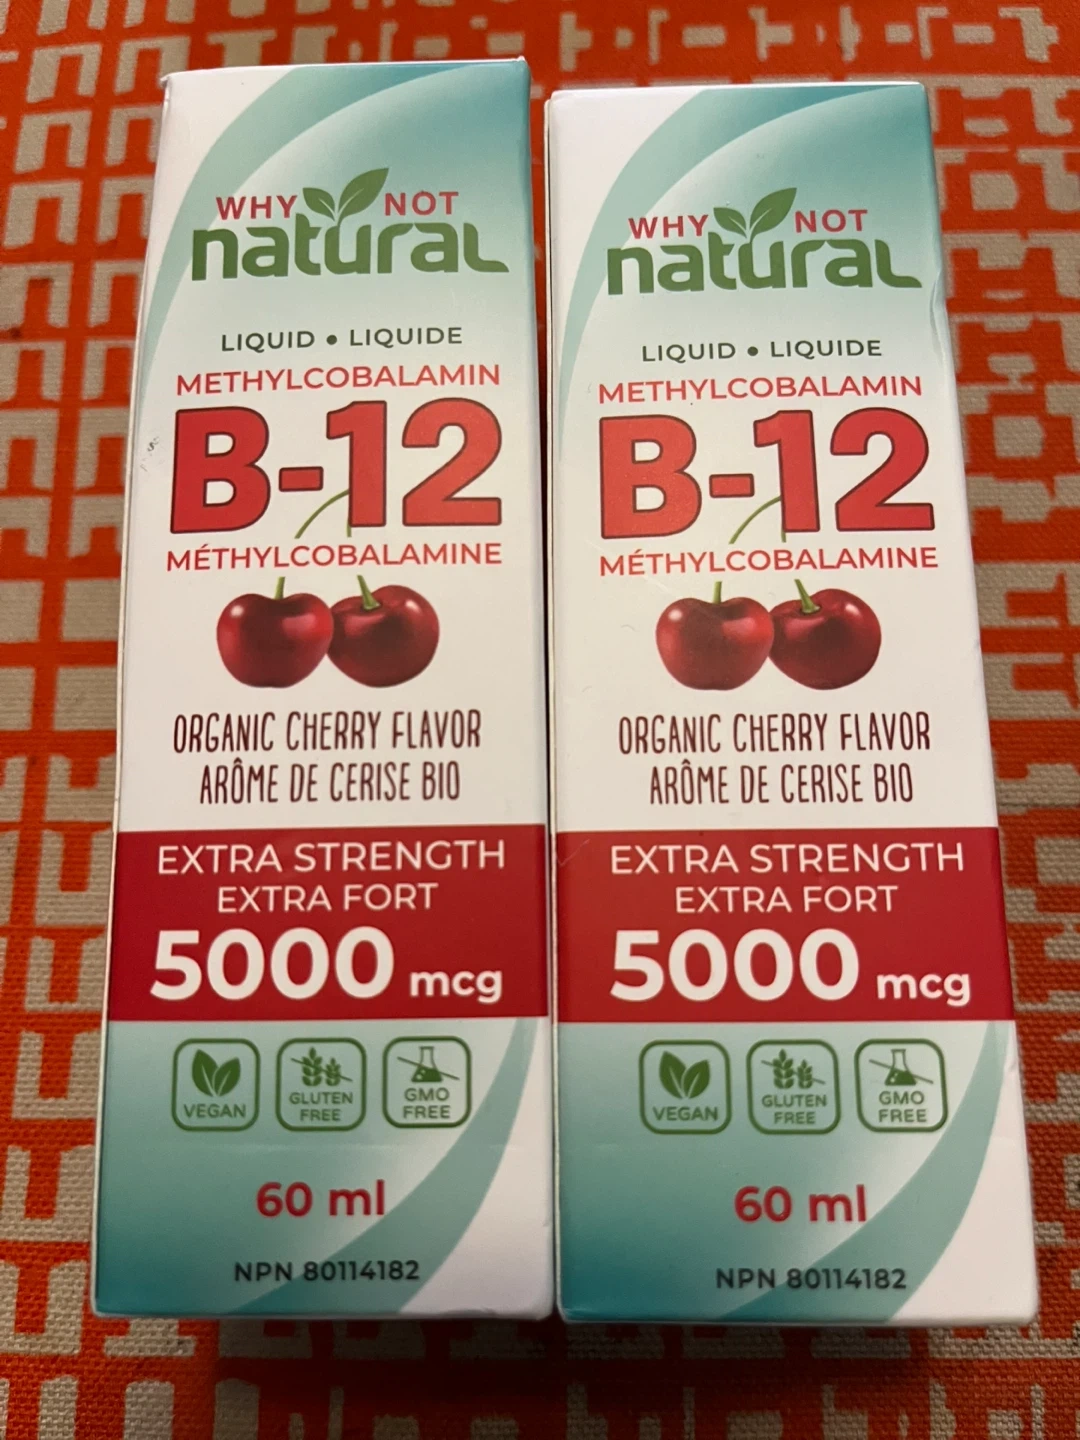 WHY NOT
natural
LIQUID • LIQUIDE
METHYLCOBALAMIN
B-12
MÉTHYLCOBALAMINE
ORGANIC CHERRY FLAVOR
ARÔME DE CERISE BIO
EXTRA STRENGTH
EXTRA FORT
5000 mcg
VEGAN
GLUTEN
FREE
GMO
FREE
60 ml
NPN 80114182
WHY NOT
natural
LIQUID • LIQUIDE
METHYLCOBALAMIN
B-12
MÉTHYLCOBALAMINE
ORGANIC CHERRY FLAVOR
ARÔME DE CERISE BIO
EXTRA STRENGTH
EXTRA FORT
5000 mcg
VEGAN
GLUTEN
FREE
GMO
FREE
60 ml
NPN 80114182